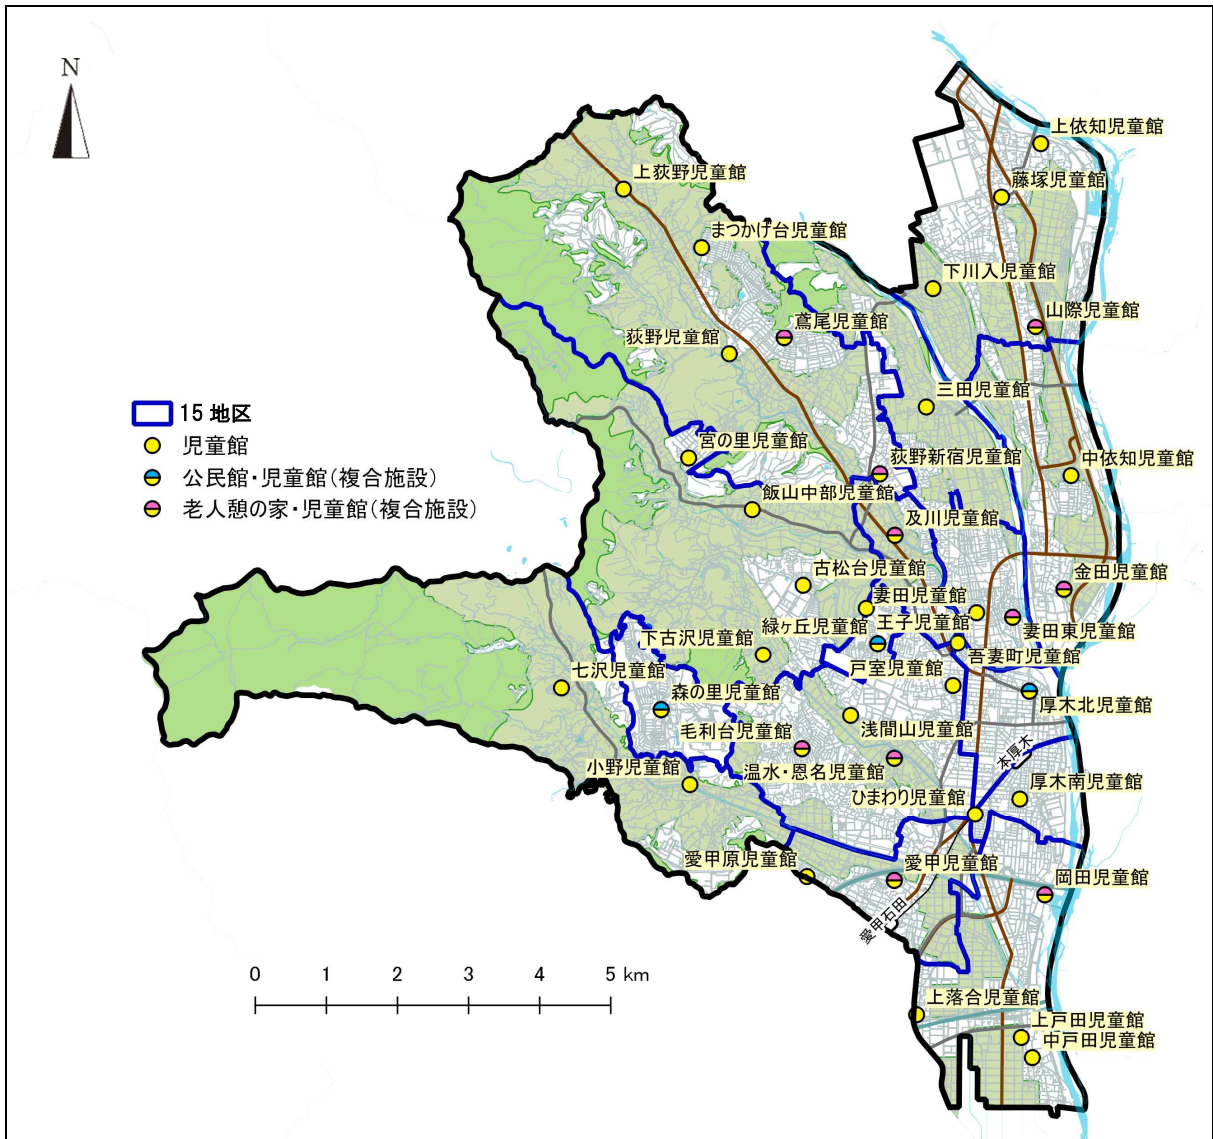 N
上依知児童館
上荻野児童館
藤塚児童館
まつかげ台児童館
下川入児童館
山際児童館
鳶尾児童館
荻野児童館
三田児童館
15 地区
児童館
公民館・児童館(複合施設)
老人憩の家・児童館(複合施設)
宮の里児童館
荻野新宿児童館
中依知児童館
飯山中部児童館
及川児童館
古松台児童館
金田児童館
妻田児童館
緑ヶ丘児童館
王子児童館
妻田東児童館
下古沢児童館
吾妻町児童館
七沢児童館
戸室児童館
森の里児童館
厚木北児童館
毛利台児童館
浅間山児童館
本厚木
小野児童館
温水・恩名児童館
厚木南児童館
ひまわり児童館
愛甲原児童館
愛甲児童館
岡田児童館
愛甲石田
0 1 2 3 4 5 km
上落合児童館
上戸田児童館
中戸田児童館